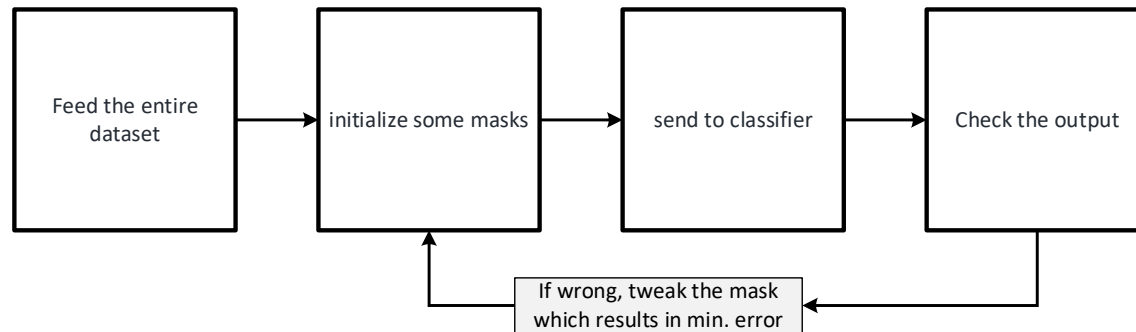 Feed the entire
dataset
initialize some masks
send to classifier
Check the output
If wrong, tweak the mask
which results in min. error